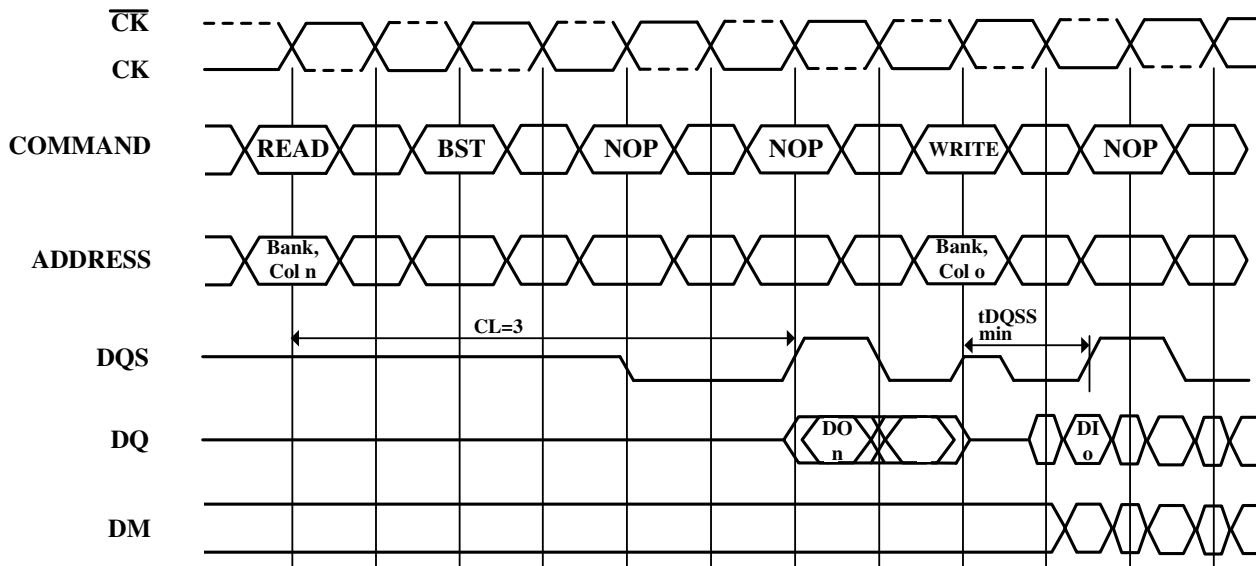 CK
CK
COMMAND READ BST NOP NOP WRITE NOP
ADDRESS Bank, Col n Bank, Col o
CL=3 tDQSS min
DQS
DQ DO n DI o
DM